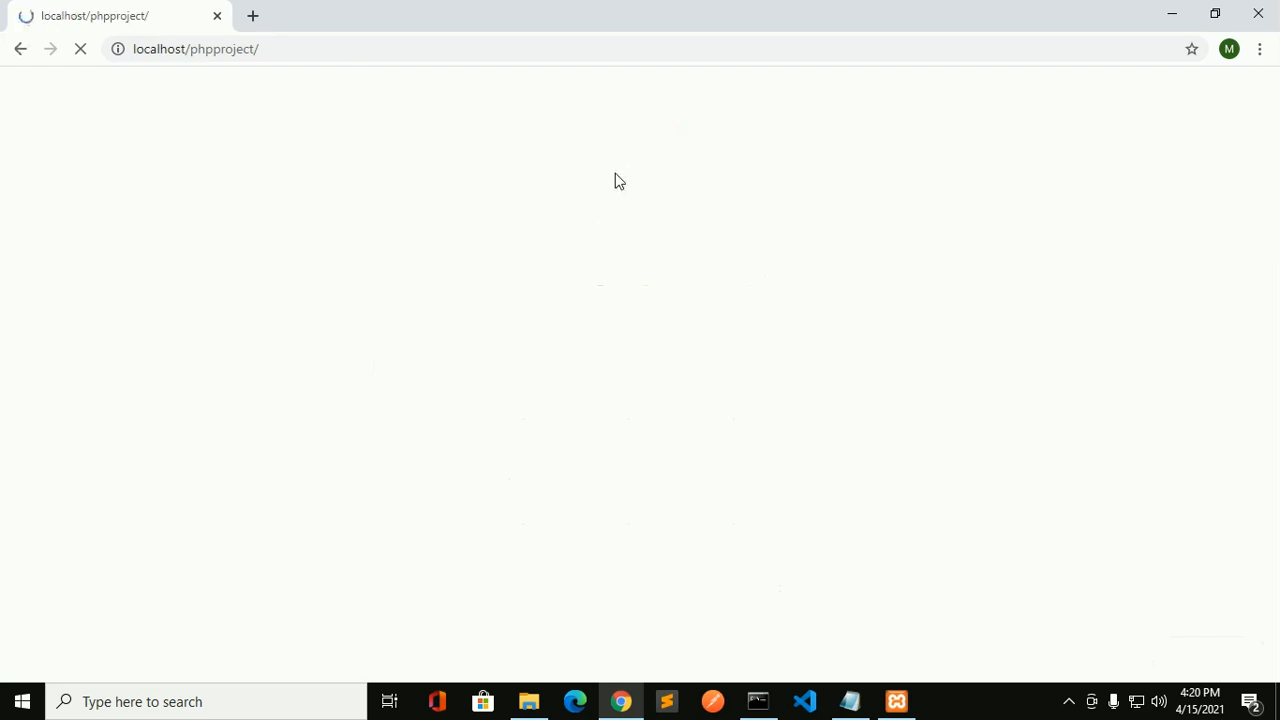 localhost/phpproject/
localhost/phpproject/
M
Type here to search
4:20 PM
4/15/2021
2